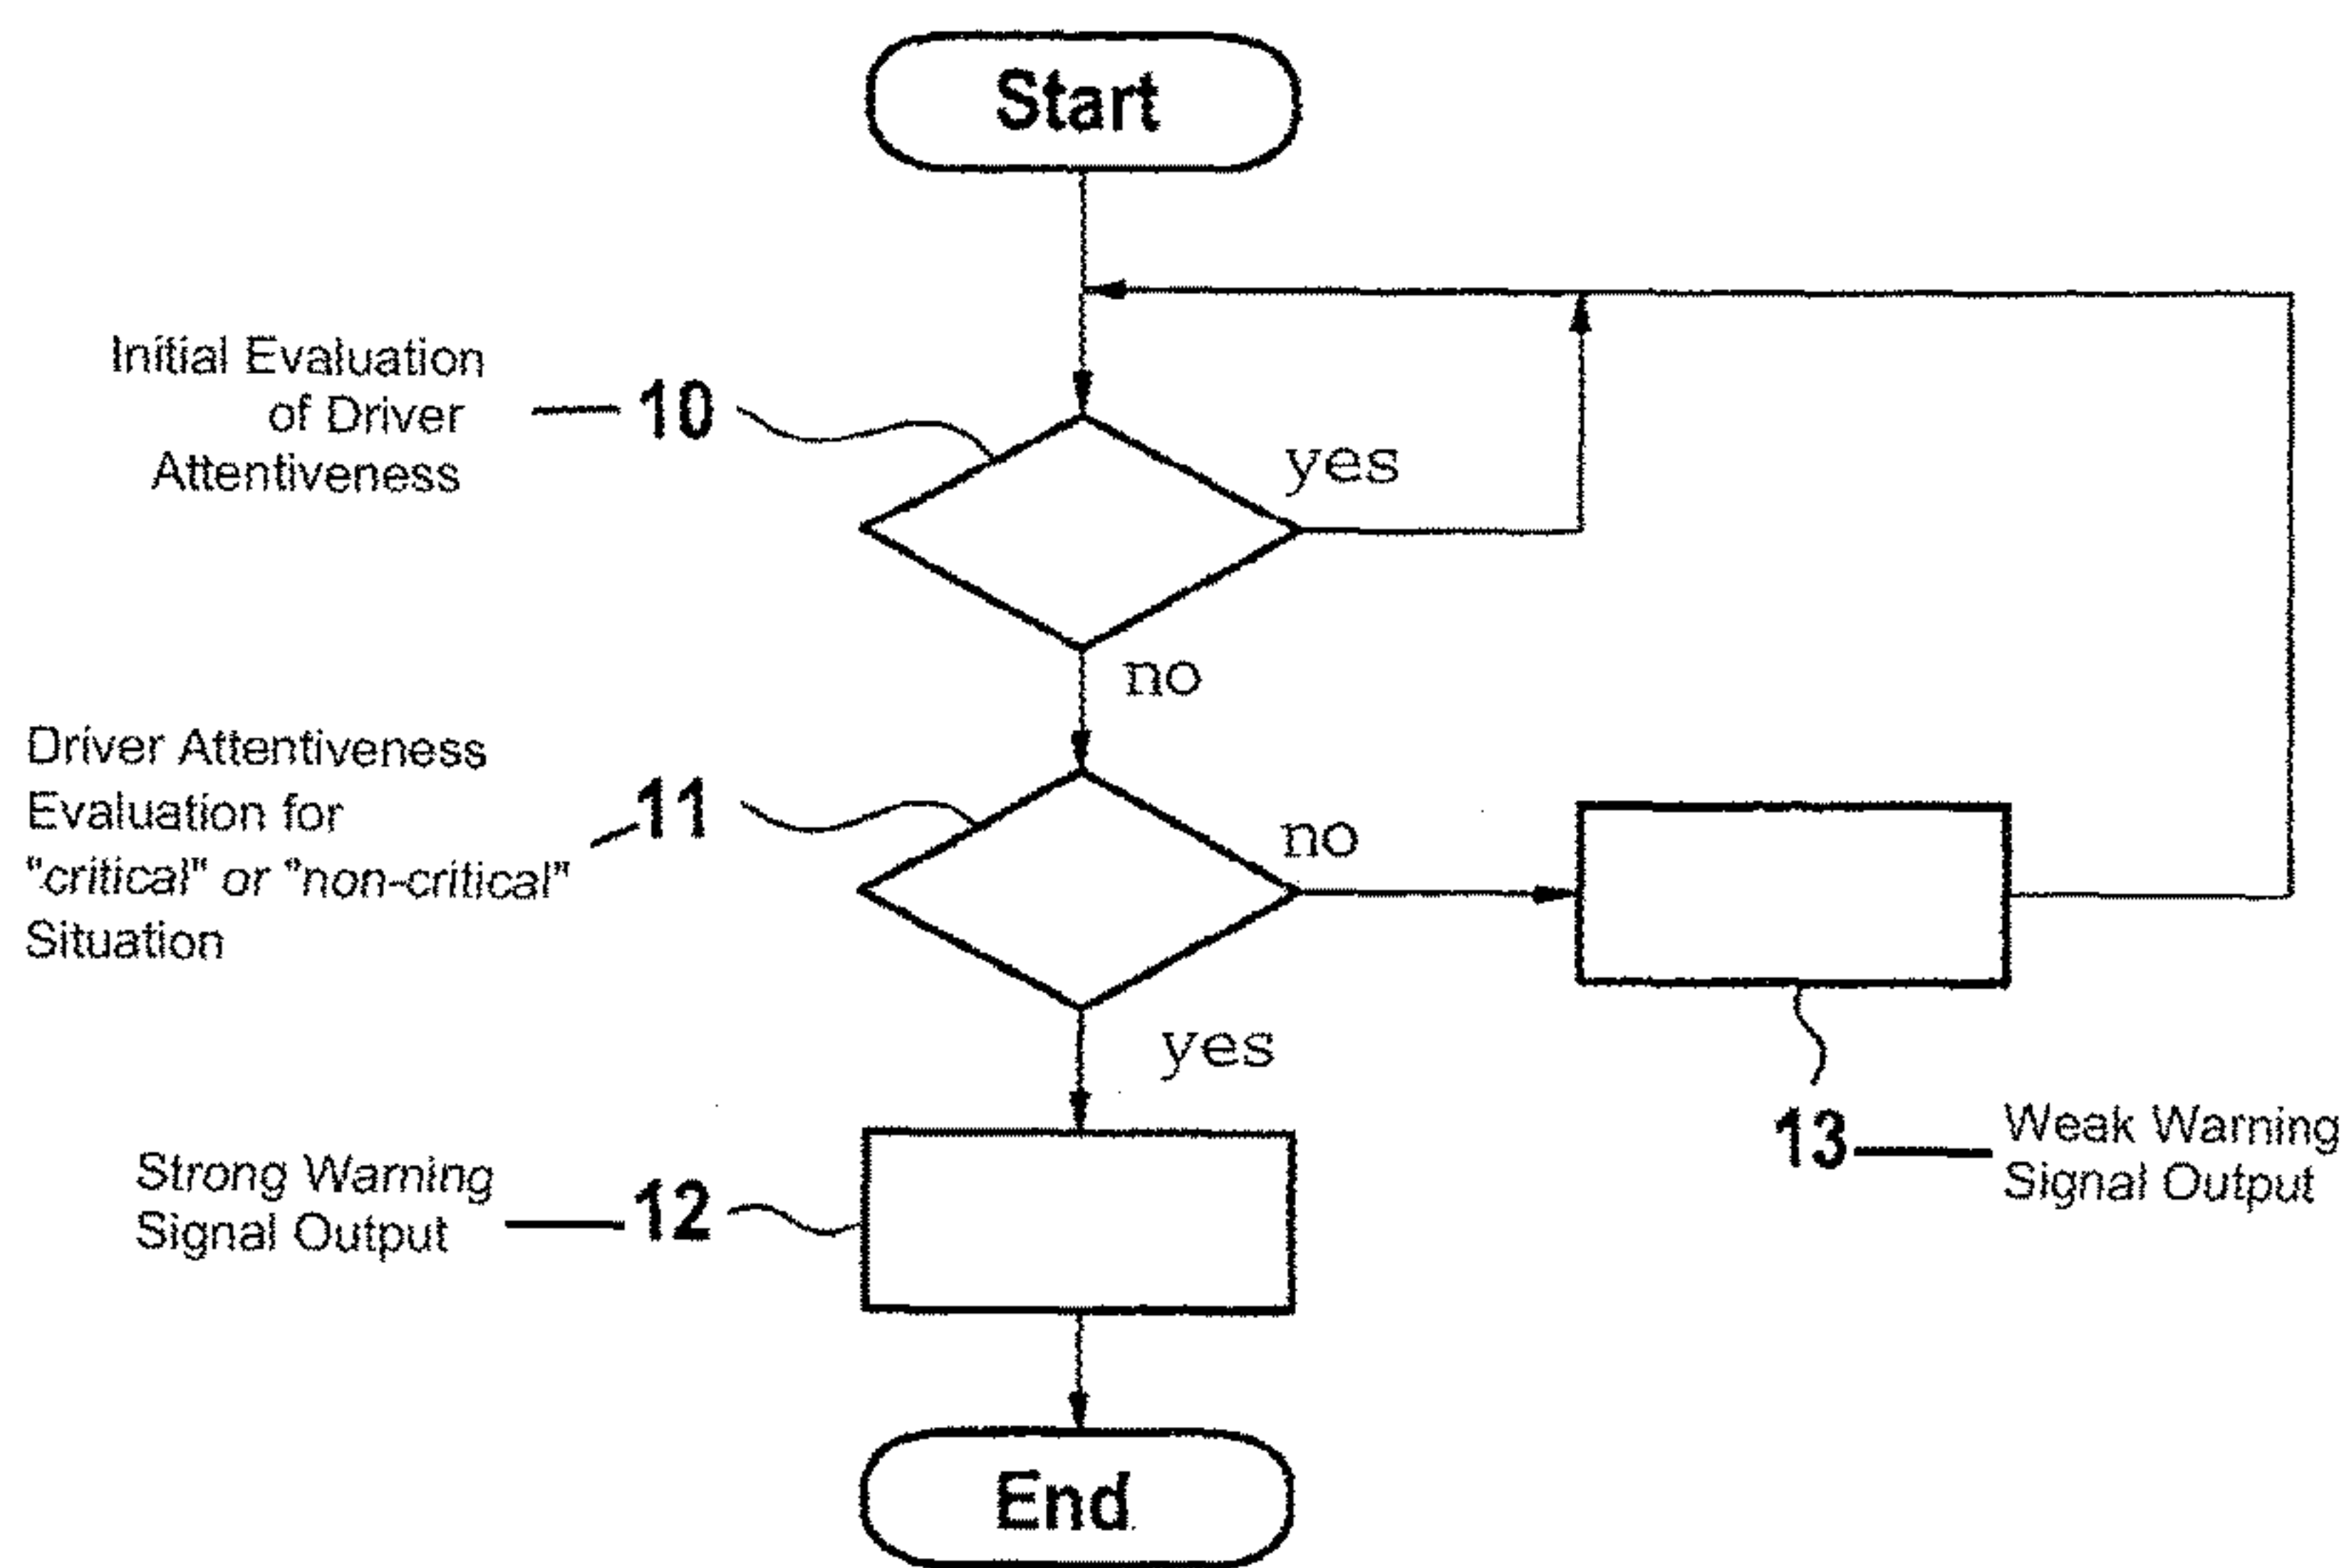 Start
Initial Evaluation
of Driver
Attentiveness
10
yes
no
Driver Attentiveness
Evaluation for
"critical" or "non-critical"
Situation
11
no
yes
Strong Warning
Signal Output
12
13
Weak Warning
Signal Output
End